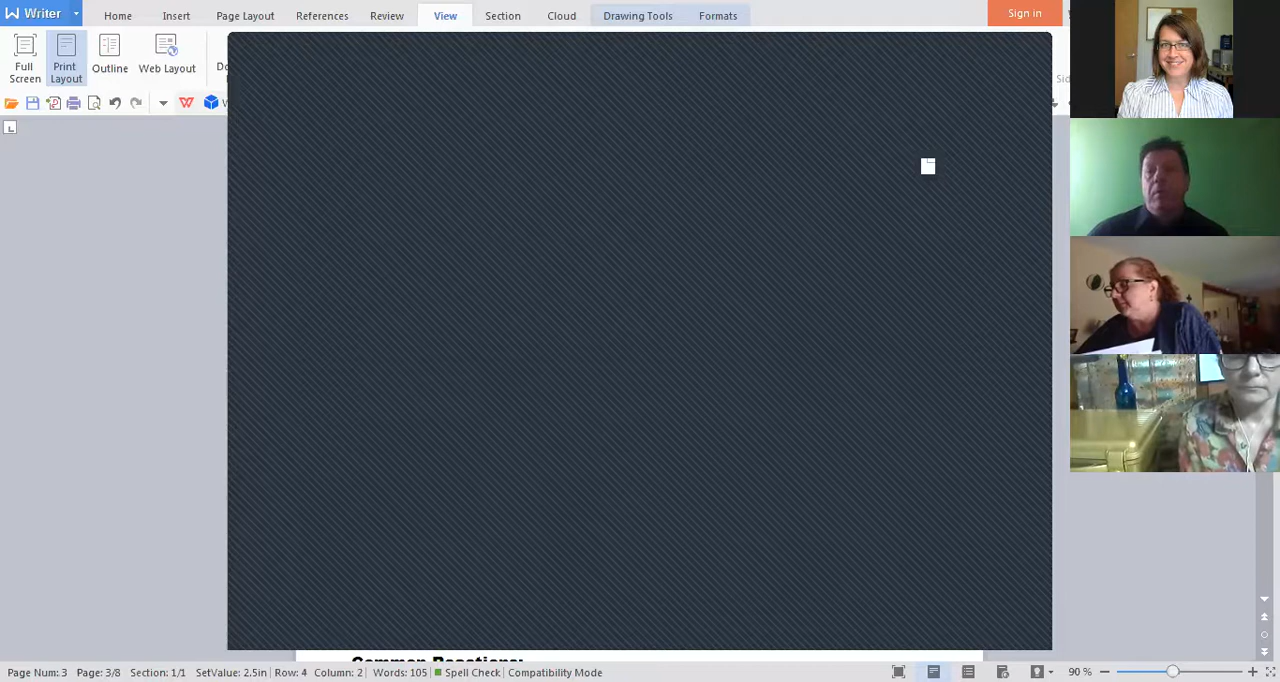 Writer Home Insert Page Layout References Review View Section Cloud Drawing Tools Formats Sign in
Full Screen Print Layout Outline Web Layout
Common Reactions:
Page Num: 3 Page: 3/8 Section: 1/1 SetValue: 2.5in Row: 4 Column: 2 Words: 105 Spell Check Compatibility Mode 90 %